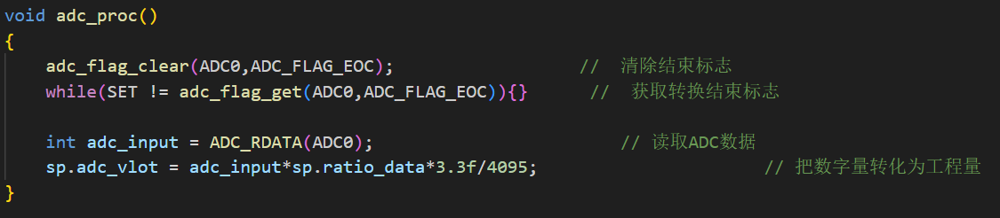 void adc_proc()
{
    adc_flag_clear(ADC0,ADC_FLAG_EOC);                  //  清除结束标志
    while(SET != adc_flag_get(ADC0,ADC_FLAG_EOC)){}      //  获取转换结束标志
    int adc_input = ADC_RDATA(ADC0);                        // 读取ADC数据
    sp.adc_vlot = adc_input*sp.ratio_data*3.3f/4095;                      // 把数字量转化为工程量
}